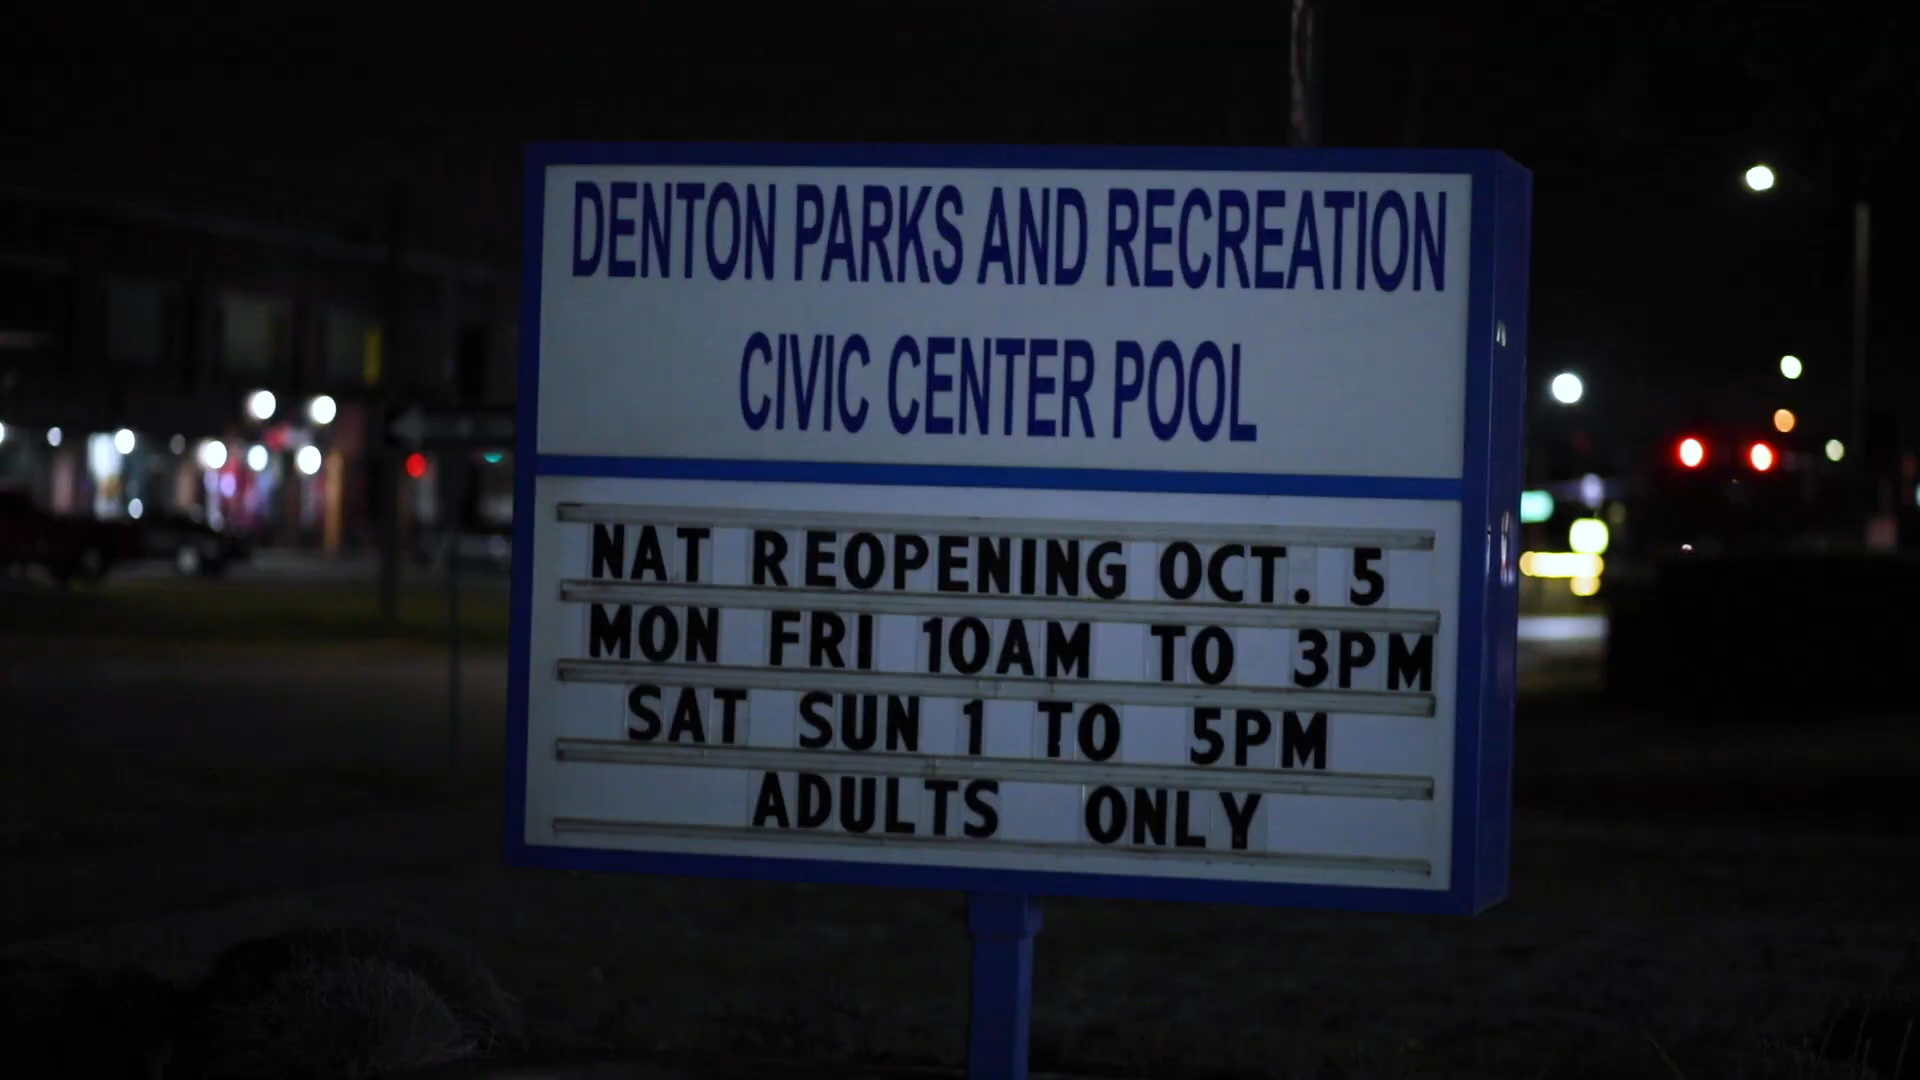 DENTON PARKS AND RECREATION
CIVIC CENTER POOL
NAT REOPENING OCT. 5
MON FRI 10AM TO 3PM
SAT SUN 1 TO 5PM
ADULTS ONLY